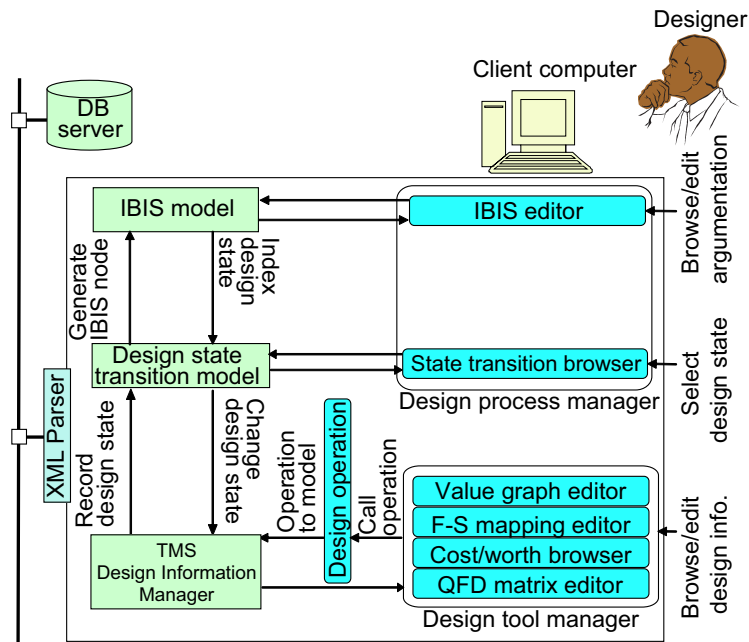 Designer
Client computer
DB
server
IBIS model
IBIS editor
Browse/edit
argumentation
Generate
IBIS node
Index
design
state
Design state
transition model
State transition browser
Design process manager
Select
design state
XML Parser
Record
design state
Change
design state
Operation
to model
Design operation
Call
operation
Value graph editor
F-S mapping editor
Cost/worth browser
QFD matrix editor
Design tool manager
Browse/edit
design info.
TMS
Design Information
Manager